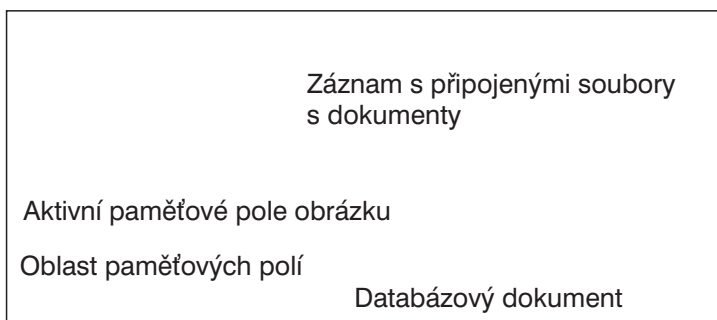 Záznam s připojenými soubory
s dokumenty
Aktivní paměťové pole obrázku
Oblast paměťových polí
Databázový dokument